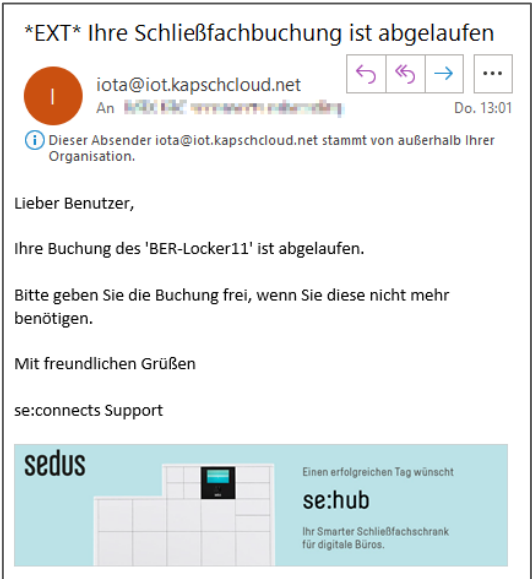 *EXT* Ihre Schließfachbuchung ist abgelaufen
I
iota@iot.kapschcloud.net
An
Do. 13:01
Dieser Absender iota@iot.kapschcloud.net stammt von außerhalb Ihrer
Organisation.
Lieber Benutzer,
Ihre Buchung des 'BER-Locker11' ist abgelaufen.
Bitte geben Sie die Buchung frei, wenn Sie diese nicht mehr
benötigen.
Mit freundlichen Grüßen
se:connects Support
sedus
Einen erfolgreichen Tag wünscht
se:hub
Ihr Smarter Schließfachschrank
für digitale Büros.